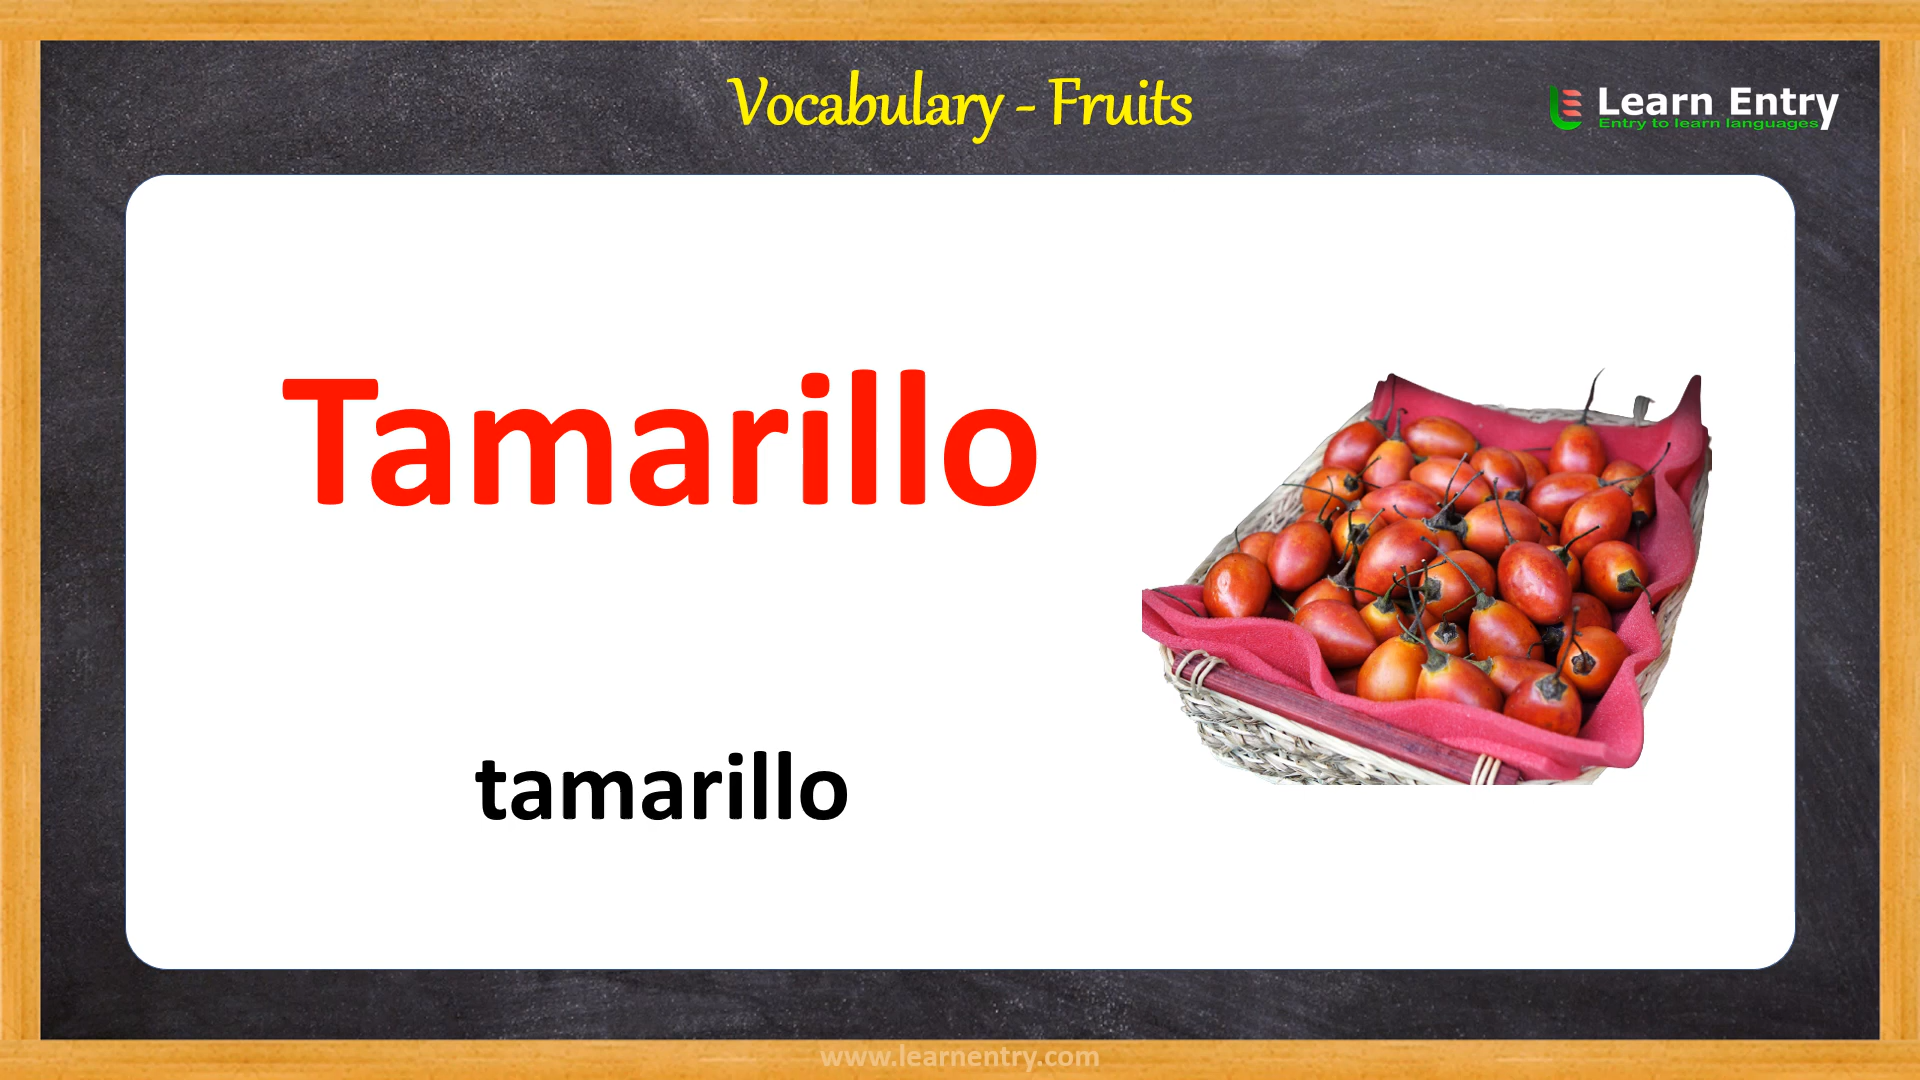 Vocabulary - Fruits
Learn Entry
Entry to learn languages
Tamarillo
tamarillo
www.learnentry.com